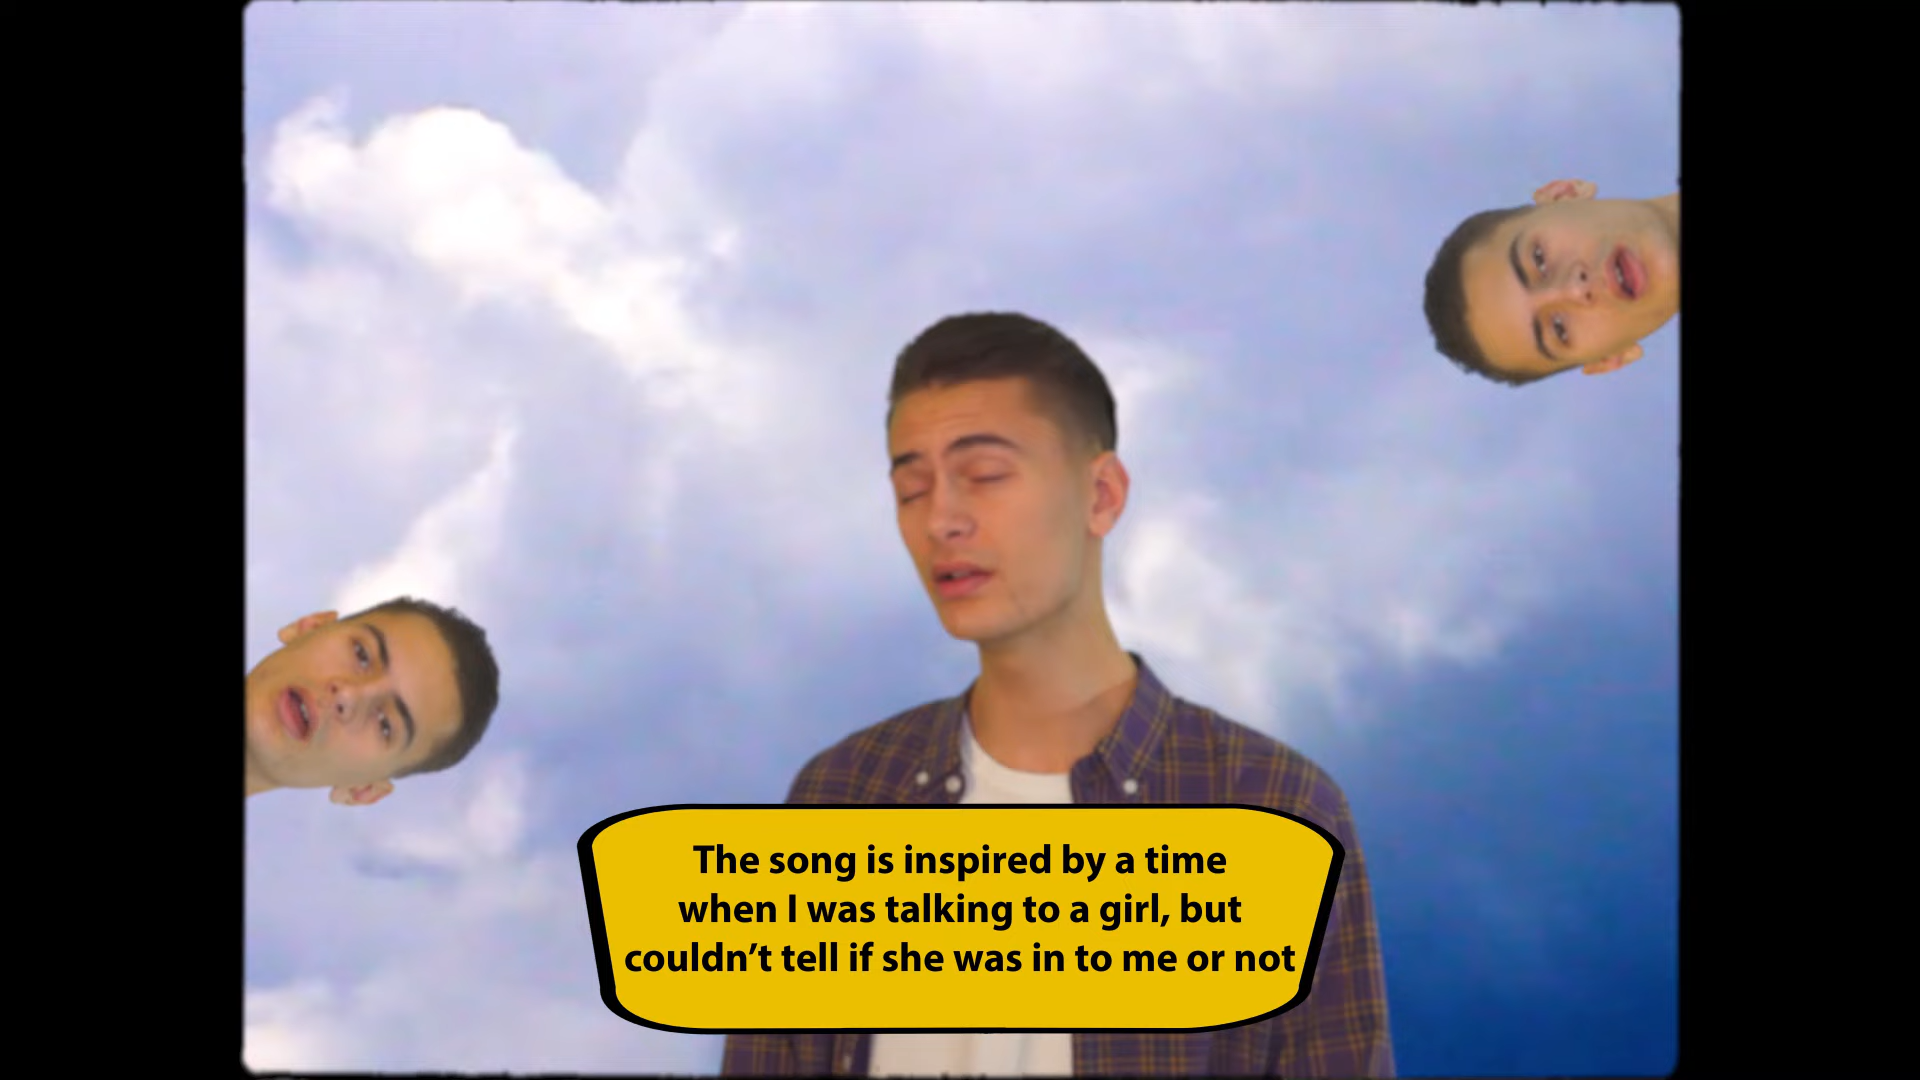 The song is inspired by a time
when I was talking to a girl, but
couldn’t tell if she was in to me or not